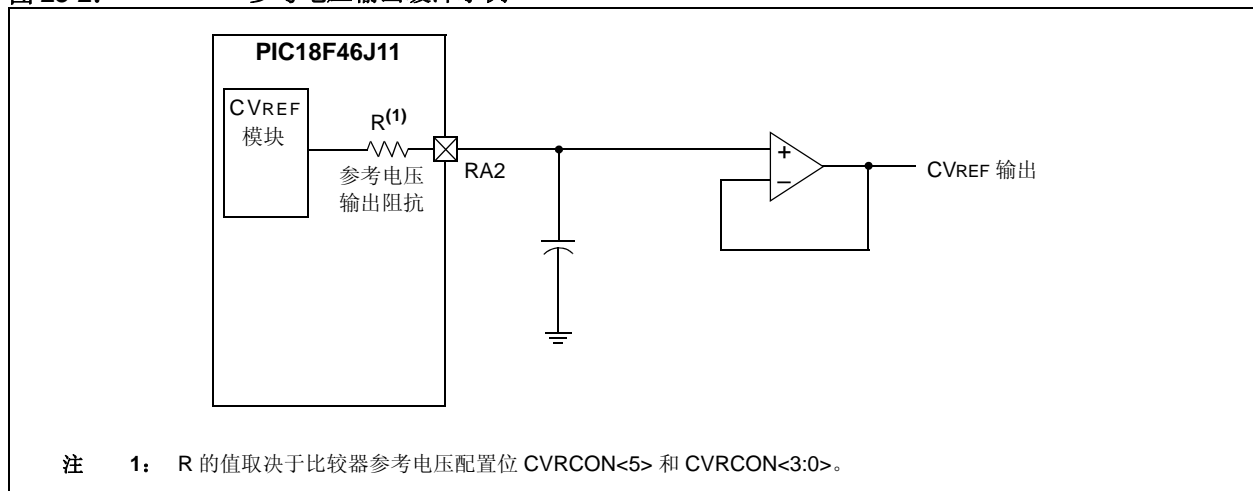 PIC18F46J11
CVREF
模块
R(1)
参考电压
输出阻抗
RA2
+
–
CVREF 输出
注 1： R 的值取决于比较器参考电压配置位 CVRCON<5> 和 CVRCON<3:0>。